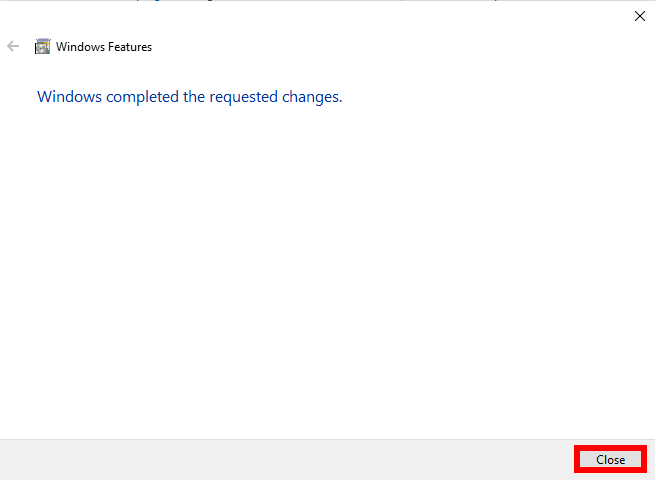 Windows Features
Windows completed the requested changes.
Close